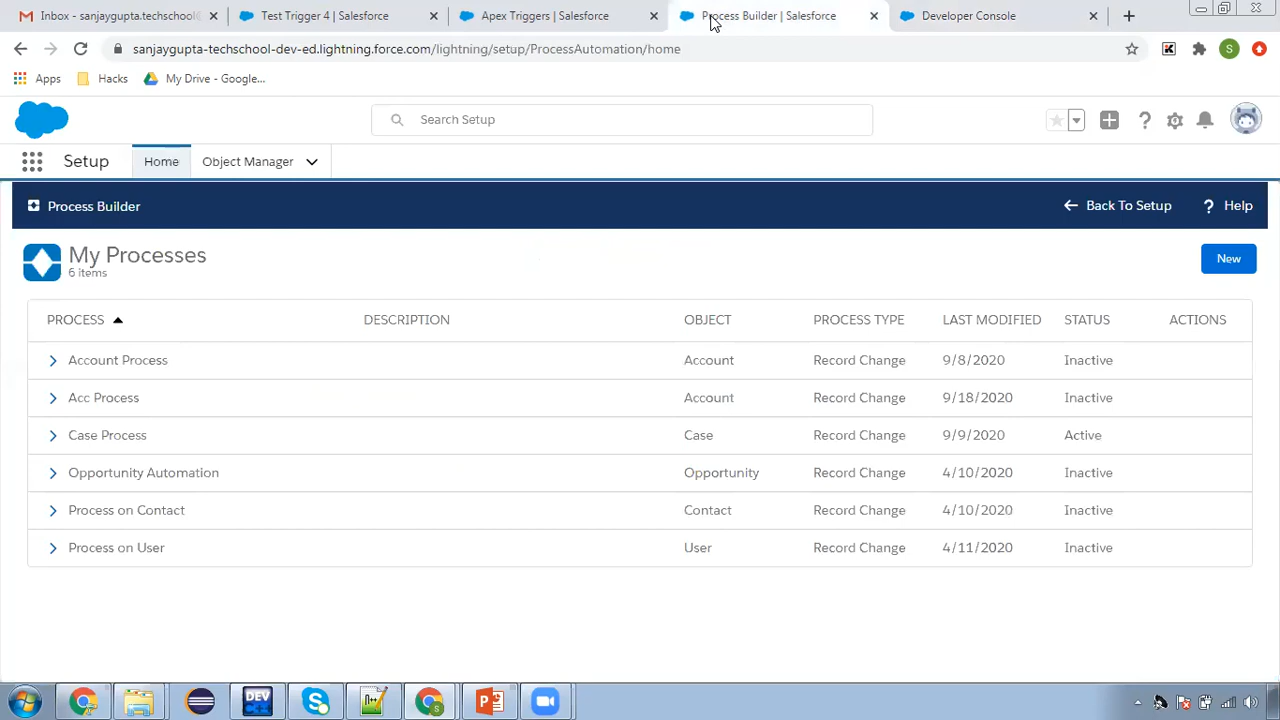 Inbox - sanjaygupta.techschool
Test Trigger 4 | Salesforce
Apex Triggers | Salesforce
Process Builder | Salesforce
Developer Console
sanjaygupta-techschool-dev-ed.lightning.force.com/lightning/setup/ProcessAutomation/home
S
Apps
Hacks
My Drive - Google...
Search Setup
Setup
Home
Object Manager
Process Builder
Back To Setup
? Help
My Processes
6 items
New
PROCESS DESCRIPTION OBJECT PROCESS TYPE LAST MODIFIED STATUS ACTIONS
Account Process Account Record Change 9/8/2020 Inactive
Acc Process Account Record Change 9/18/2020 Inactive
Case Process Case Record Change 9/9/2020 Active
Opportunity Automation Opportunity Record Change 4/10/2020 Inactive
Process on Contact Contact Record Change 4/10/2020 Inactive
Process on User User Record Change 4/11/2020 Inactive
DEV
C++